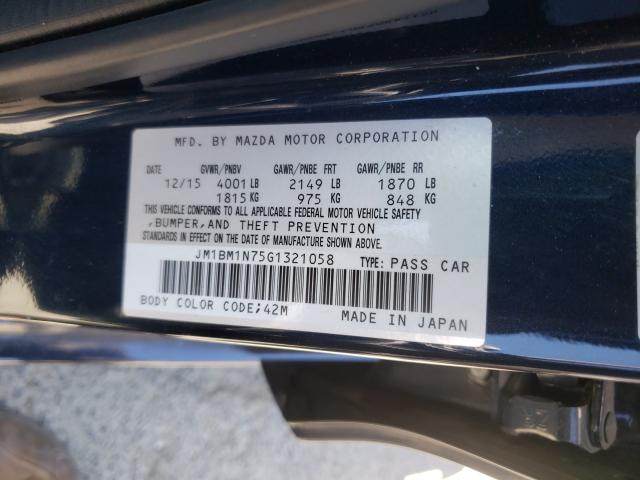 MFD. BY MAZDA MOTOR CORPORATION
DATE GVWR/PNBV GAWR/PNBE FRT GAWR/PNBE RR
12/15 4001 LB 2149 LB 1870 LB
1815 KG 975 KG 848 KG
THIS VEHICLE CONFORMS TO ALL APPLICABLE FEDERAL MOTOR VEHICLE SAFETY
,BUMPER,AND THEFT PREVENTION
STANDARDS IN EFFECT ON THE DATE OF MANUFACTURE SHOWN ABOVE.
JM1BM1N75G1321058 TYPE: PASS CAR
BODY COLOR CODE;42M MADE IN JAPAN